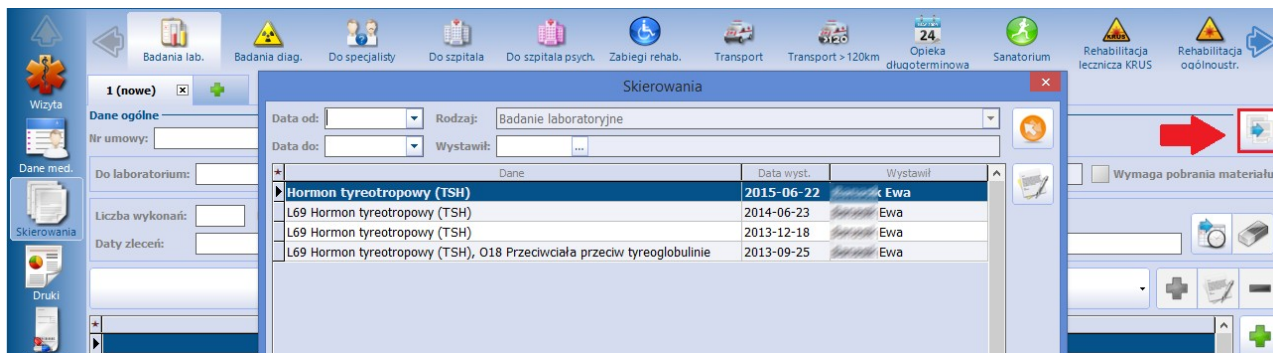 Badania lab. Badania diag. Do specjalisty Do szpitala Do szpitala psych. Zabiegi rehab. Transport Transport > 120km 24 Opieka długoterminowa Sanatorium KRUS Rehabilitacja lecznicza KRUS Rehabilitacja ogólnoustr.
Wizyta
Dane med.
Skierowania
Druki
1 (nowe)
Dane ogólne
Nr umowy:
Do laboratorium:
Wymaga pobrania materiału
Liczba wykonań:
Daty zleceń:
Skierowania
Data od: Rodzaj: Badanie laboratoryjne
Data do: Wystawił: ...
Dane Data wyst. Wystawił
Hormon tyreotropowy (TSH) 2015-06-22 k Ewa
L69 Hormon tyreotropowy (TSH) 2014-06-23 Ewa
L69 Hormon tyreotropowy (TSH) 2013-12-18 Ewa
L69 Hormon tyreotropowy (TSH), O18 Przeciwciała przeciw tyreoglobulinie 2013-09-25 Ewa